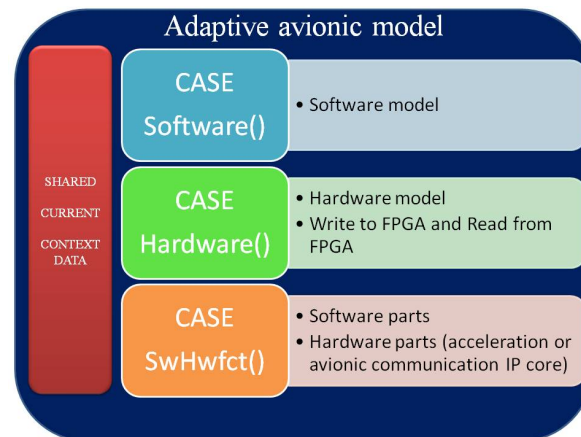 Adaptive avionic model
SHARED
CURRENT
CONTEXT
DATA
CASE
Software()
• Software model
CASE
Hardware()
• Hardware model
• Write to FPGA and Read from
FPGA
CASE
SwHwfct()
• Software parts
• Hardware parts (acceleration or
avionic communication IP core)